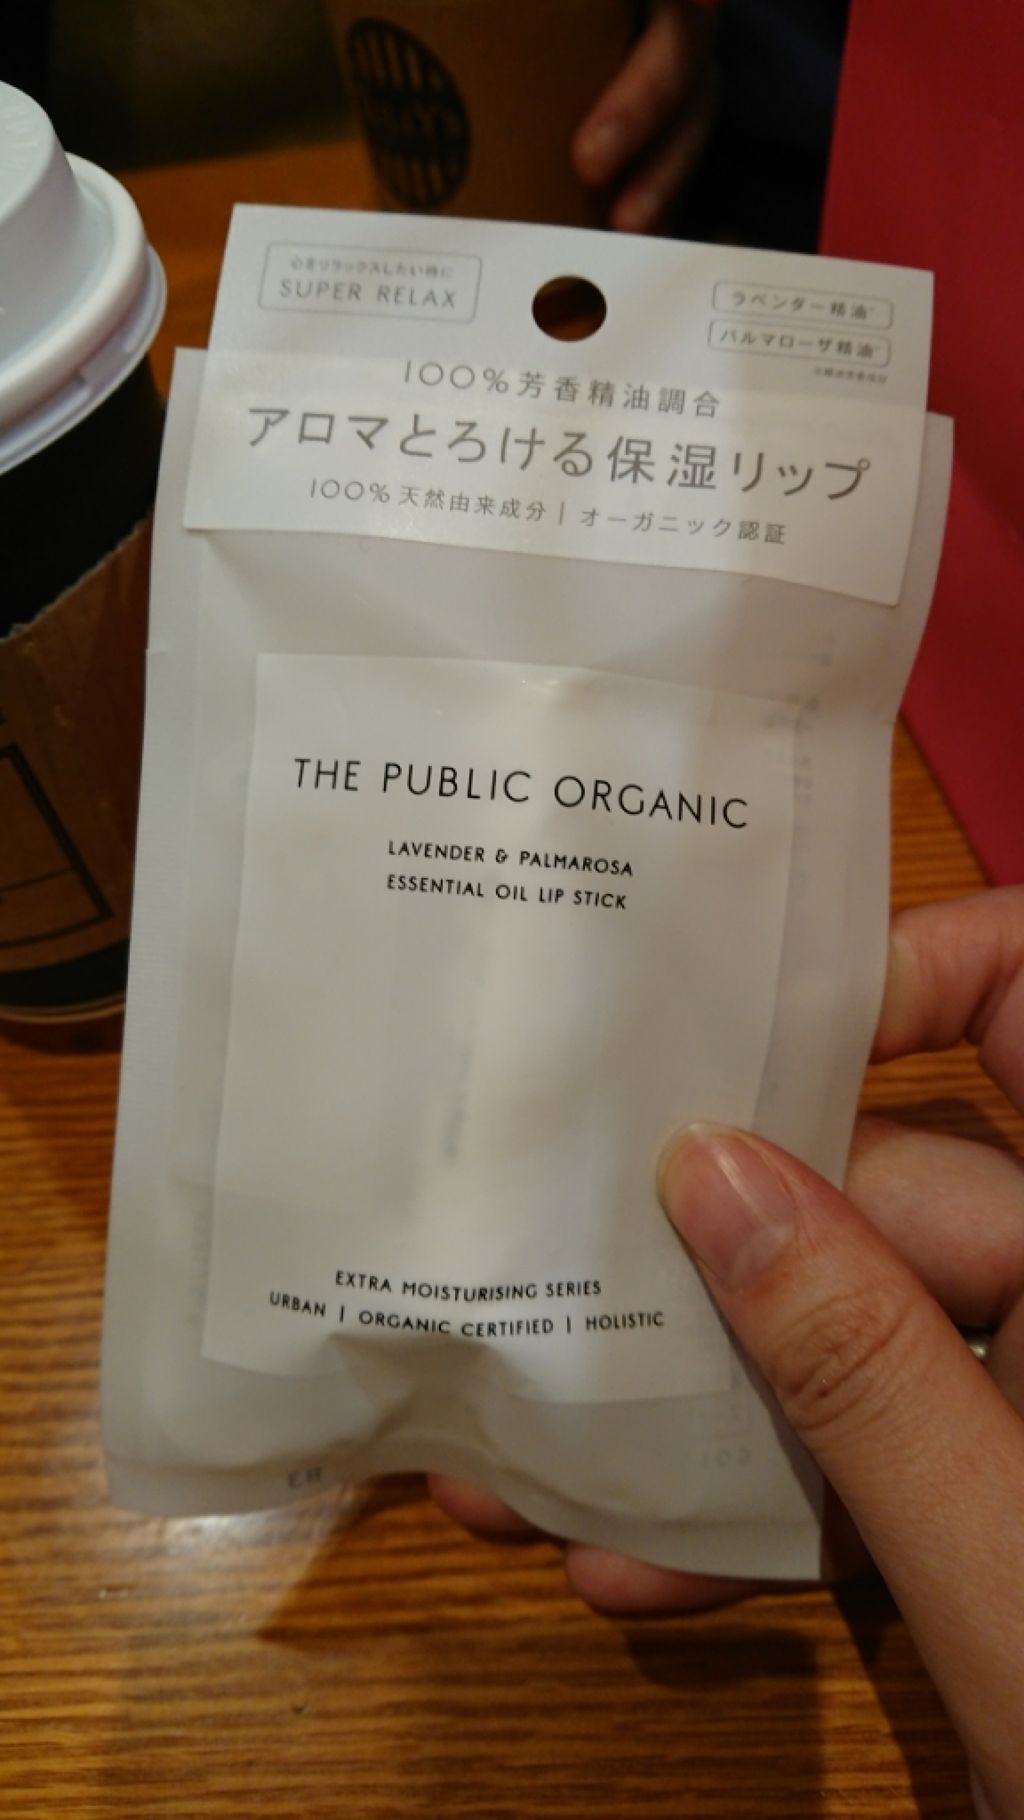 心をリラックスしたい時に
SUPER RELAX
ラベンダー精油
パルマローザ精油
100%芳香精油調合
アロマとろける保湿リップ
100%天然由来成分 | オーガニック認証
THE PUBLIC ORGANIC
LAVENDER & PALMAROSA
ESSENTIAL OIL LIP STICK
EXTRA MOISTURISING SERIES
URBAN | ORGANIC CERTIFIED | HOLISTIC